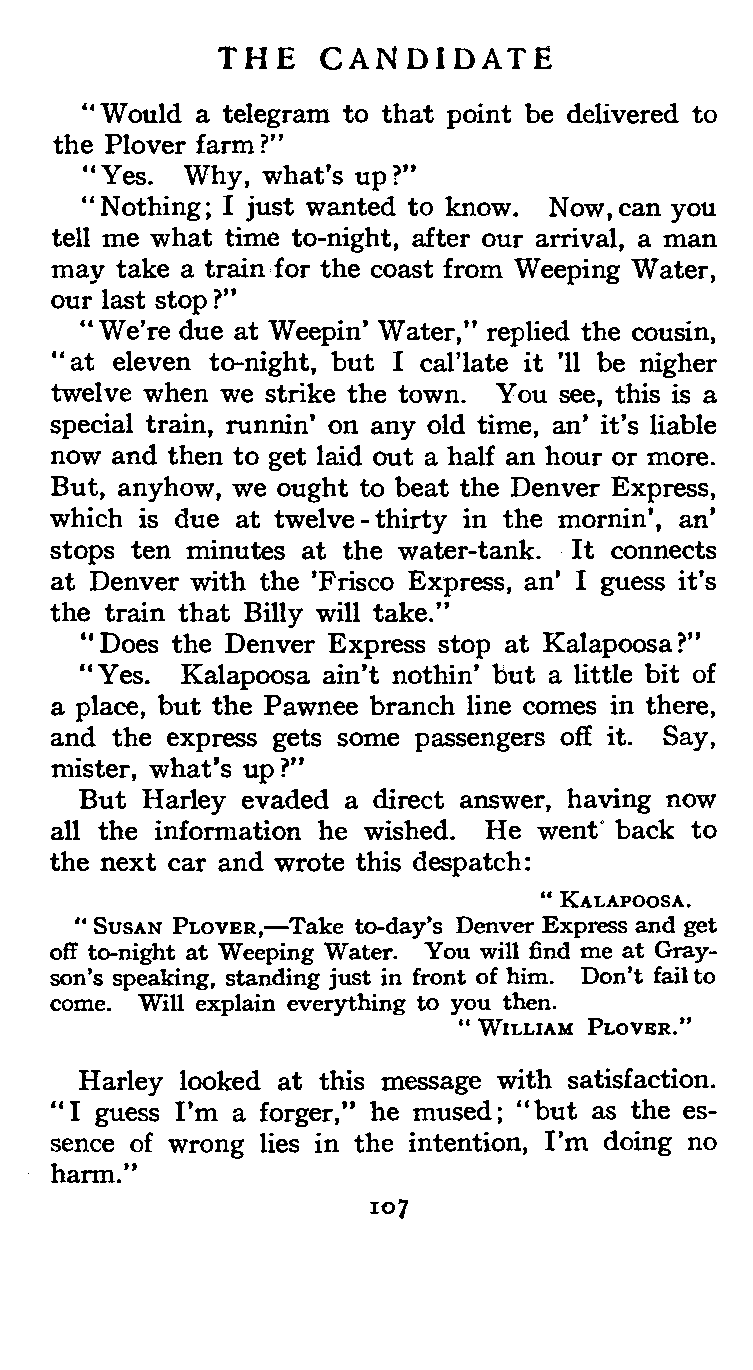 THE CANDIDATE
"Would a telegram to that point be delivered to
the Plover farm?"
"Yes. Why, what's up?"
"Nothing; I just wanted to know. Now, can you
tell me what time to-night, after our arrival, a man
may take a train for the coast from Weeping Water,
our last stop?"
"We're due at Weepin' Water," replied the cousin,
"at eleven to-night, but I cal'late it 'll be nigher
twelve when we strike the town. You see, this is a
special train, runnin' on any old time, an' it's liable
now and then to get laid out a half an hour or more.
But, anyhow, we ought to beat the Denver Express,
which is due at twelve-thirty in the mornin', an'
stops ten minutes at the water-tank. It connects
at Denver with the 'Frisco Express, an' I guess it's
the train that Billy will take."
"Does the Denver Express stop at Kalapoosa?"
"Yes. Kalapoosa ain't nothin' but a little bit of
a place, but the Pawnee branch line comes in there,
and the express gets some passengers off it. Say,
mister, what's up?"
But Harley evaded a direct answer, having now
all the information he wished. He went back to
the next car and wrote this despatch:
"KALAPOOSA.
"SUSAN PLOVER,—Take to-day's Denver Express and get
off to-night at Weeping Water. You will find me at Gray-
son's speaking, standing just in front of him. Don't fail to
come. Will explain everything to you then.
"WILLIAM PLOVER."
Harley looked at this message with satisfaction.
"I guess I'm a forger," he mused; "but as the es-
sence of wrong lies in the intention, I'm doing no
harm."
107